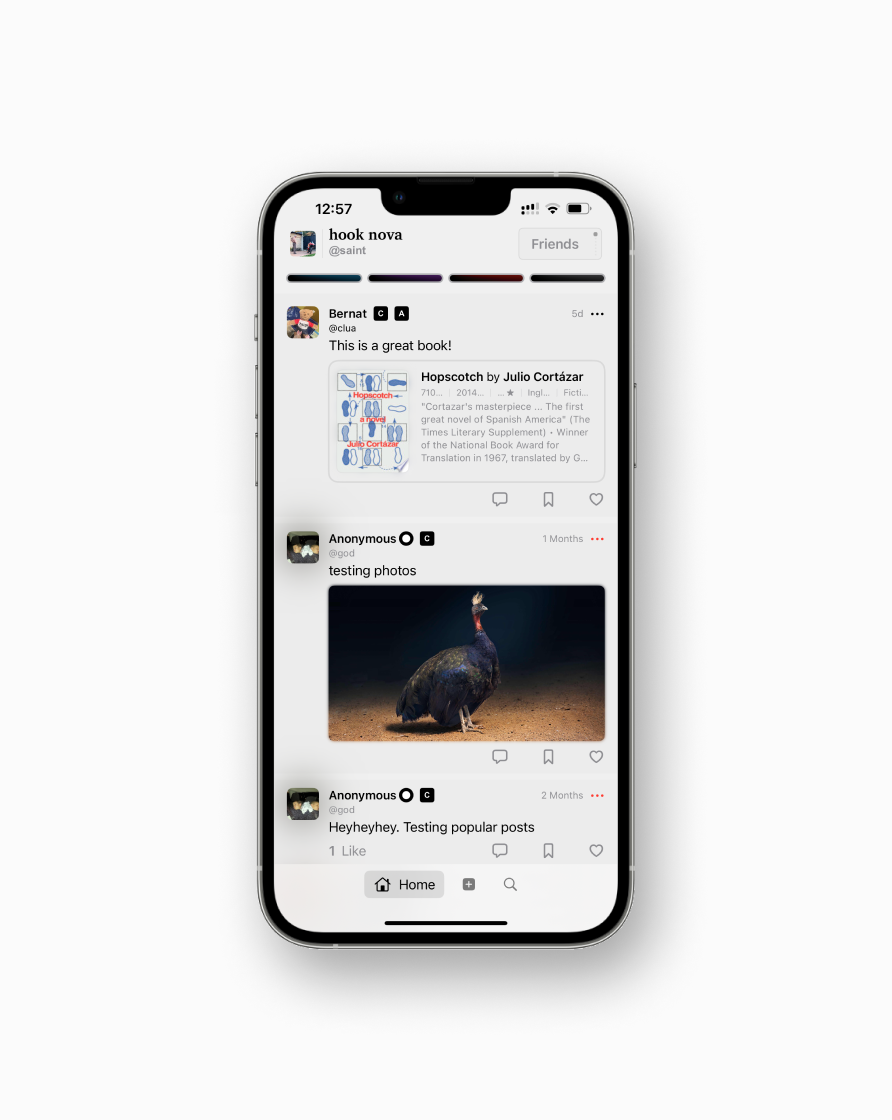 12:57
hook nova
@saint
Friends
Bernat C A
5d
@clua
This is a great book!
Hopscotch
a novel
Julio Cortázar
Hopscotch by Julio Cortázar
710... 2014... ...★ Ingl... Ficti...
"Cortazar's masterpiece ... The first
great novel of Spanish America" (The
Times Literary Supplement) • Winner
of the National Book Award for
Translation in 1967, translated by G...
Anonymous C
1 Months
@god
testing photos
Anonymous C
2 Months
@god
Heyheyhey. Testing popular posts
1 Like
Home